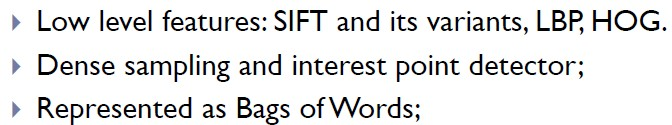 Low level features: SIFT and its variants, LBP, HOG.
Dense sampling and interest point detector;
Represented as Bags of Words;